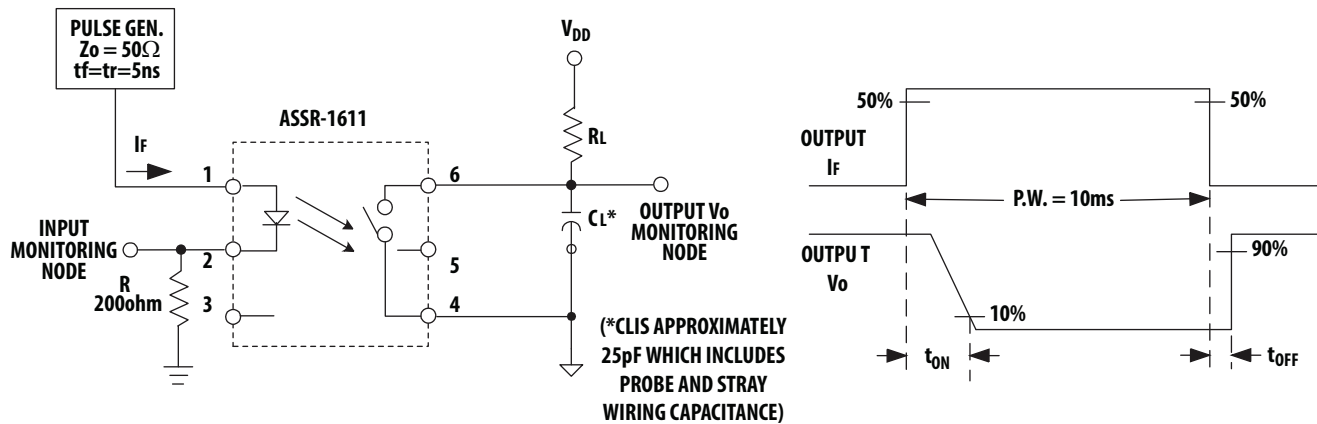 PULSE GEN.
Zo = 50Ω
tf=tr=5ns
VDD
ASSR-1611
IF
RL
1
6
CL*
OUTPUT Vo
MONITORING
NODE
INPUT
MONITORING
NODE
2
5
R
200ohm
3
4
(*CLIS APPROXIMATELY
25pF WHICH INCLUDES
PROBE AND STRAY
WIRING CAPACITANCE)
50%
50%
OUTPUT
IF
P.W. = 10ms
OUTPU T
Vo
90%
10%
tON
tOFF